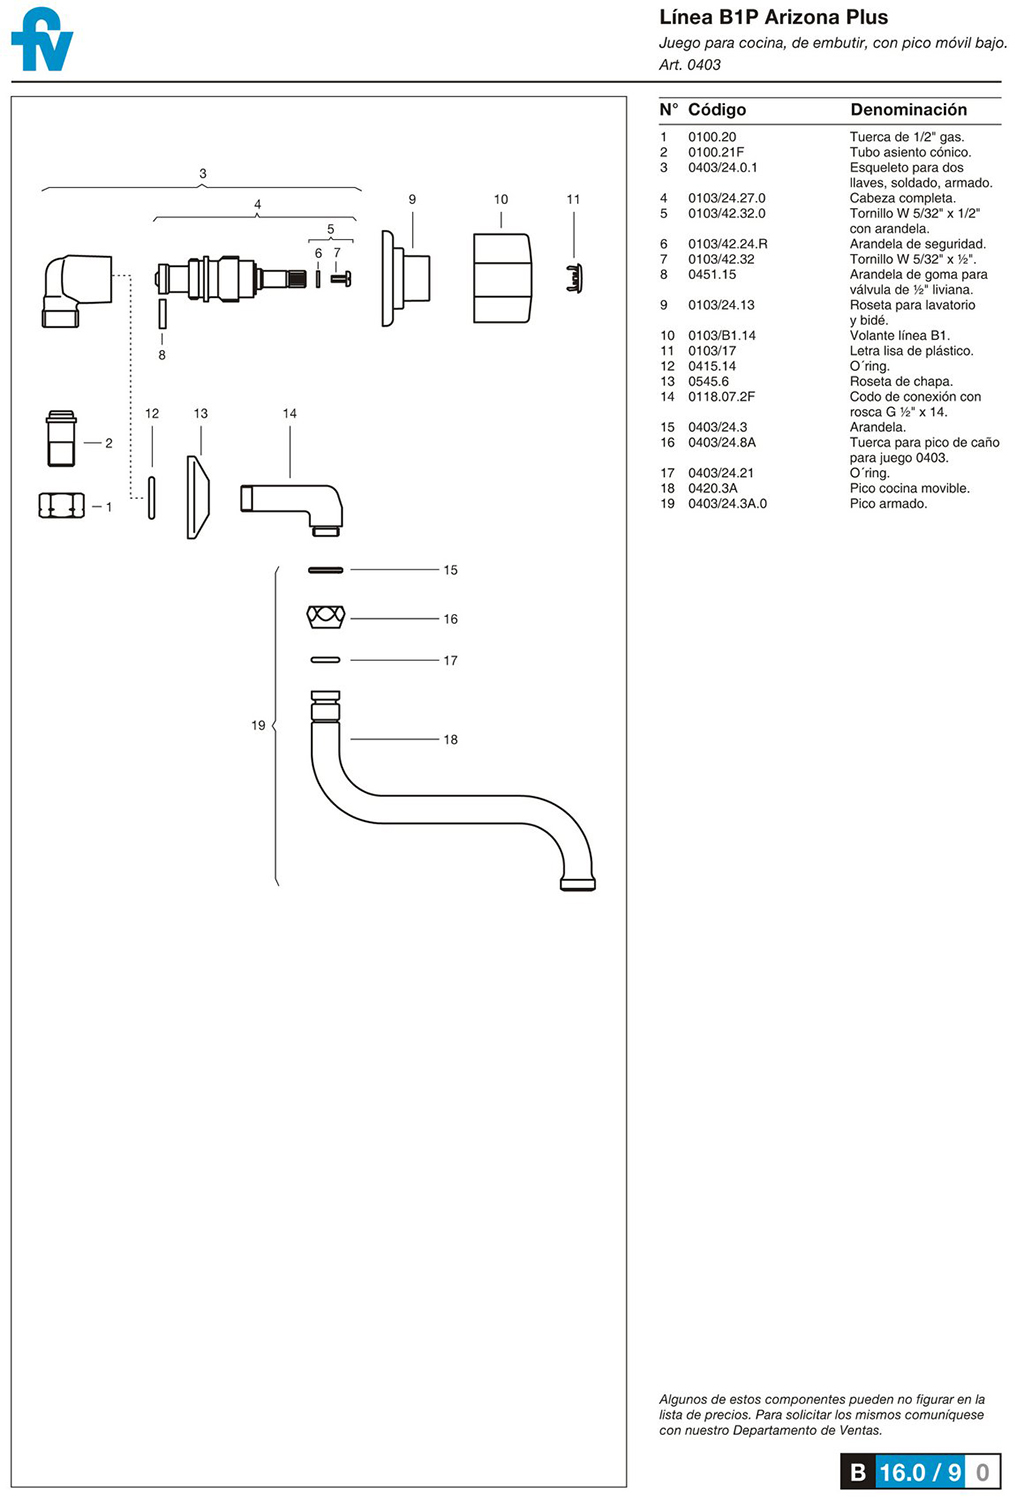 fv
Línea B1P Arizona Plus
Juego para cocina, de embutir, con pico móvil bajo.
Art. 0403
N° Código Denominación
1 0100.20 Tuerca de 1/2" gas.
2 0100.21F Tubo asiento cónico.
3 0403/24.0.1 Esqueleto para dos
llaves, soldado, armado.
4 0103/24.27.0 Cabeza completa.
5 0103/42.32.0 Tornillo W 5/32" x 1/2"
con arandela.
6 0103/42.24.R Arandela de seguridad.
7 0103/42.32 Tornillo W 5/32" x ½".
8 0451.15 Arandela de goma para
válvula de ½" liviana.
9 0103/24.13 Roseta para lavatorio
y bidé.
10 0103/B1.14 Volante línea B1.
11 0103/17 Letra lisa de plástico.
12 0415.14 O´ring.
13 0545.6 Roseta de chapa.
14 0118.07.2F Codo de conexión con
rosca G ½" x 14.
15 0403/24.3 Arandela.
16 0403/24.8A Tuerca para pico de caño
para juego 0403.
17 0403/24.21 O´ring.
18 0420.3A Pico cocina movible.
19 0403/24.3A.0 Pico armado.
3
4
5
6 7
9
10
11
8
12
13
14
2
1
15
16
17
19
18
Algunos de estos componentes pueden no figurar en la
lista de precios. Para solicitar los mismos comuníquese
con nuestro Departamento de Ventas.
B 16.0 / 9 0